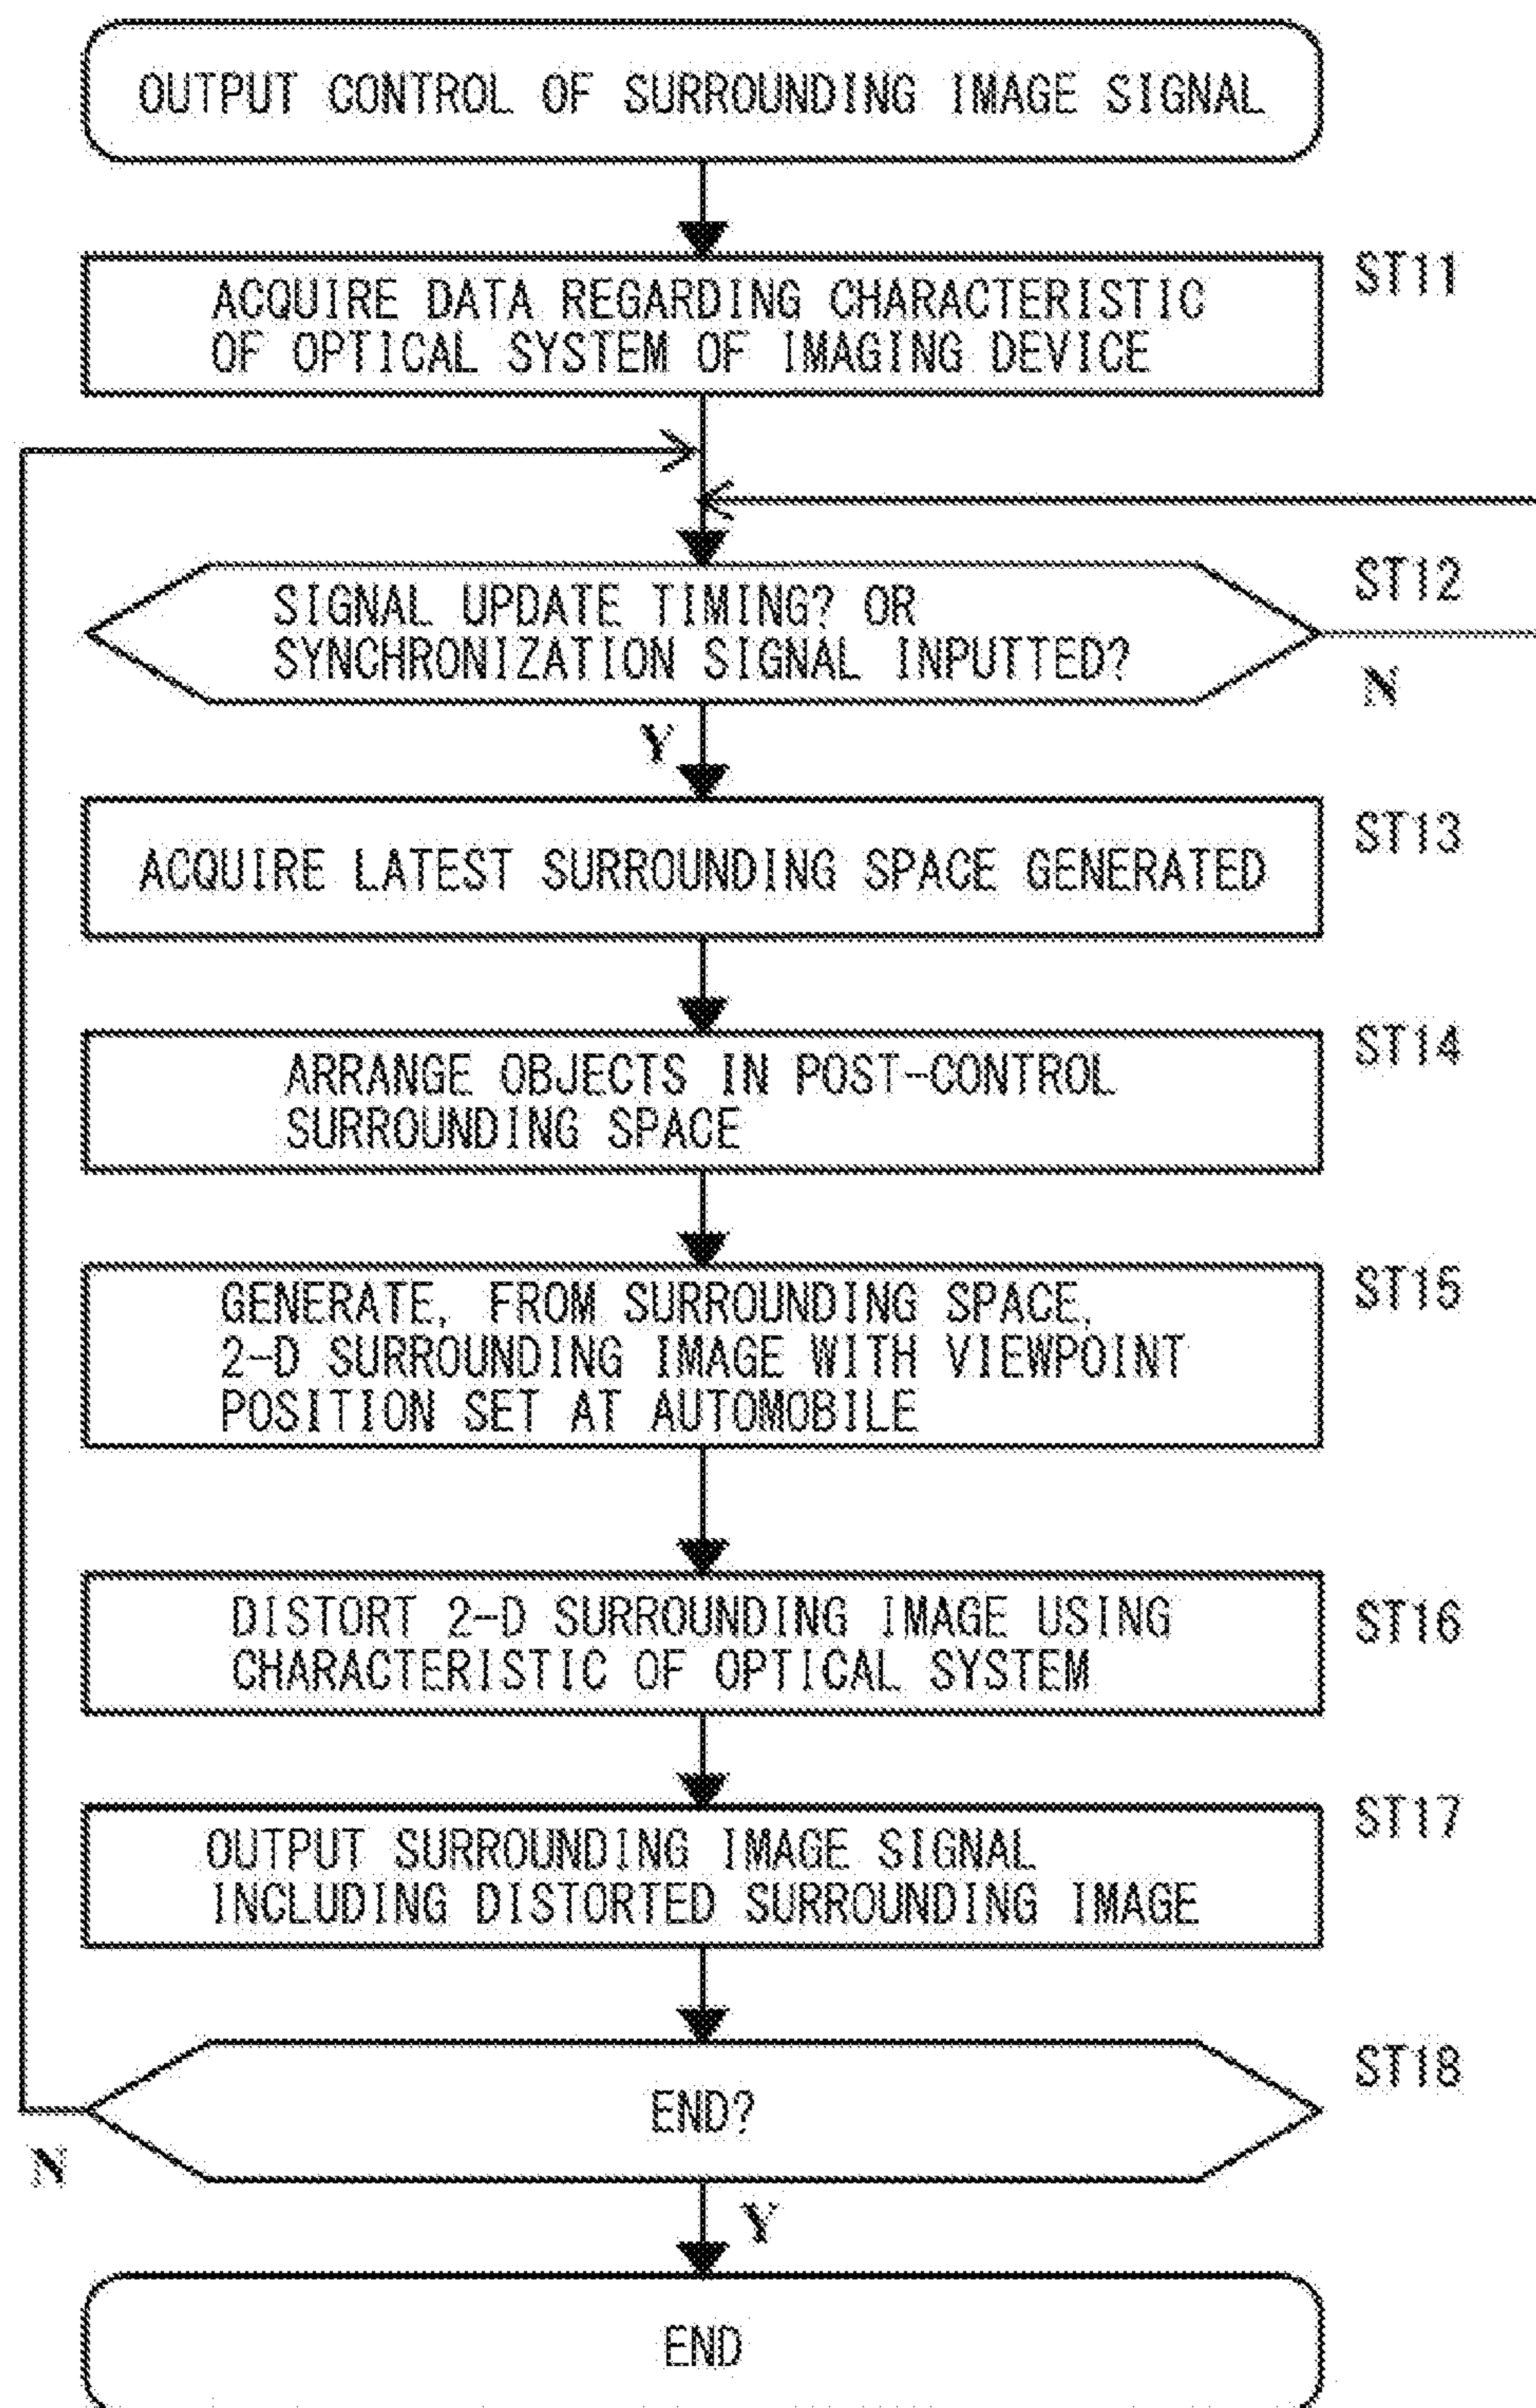 OUTPUT CONTROL OF SURROUNDING IMAGE SIGNAL
ST11
ACQUIRE DATA REGARDING CHARACTERISTIC
OF OPTICAL SYSTEM OF IMAGING DEVICE
ST12
SIGNAL UPDATE TIMING? OR
SYNCHRONIZATION SIGNAL INPUTTED?
N
Y
ST13
ACQUIRE LATEST SURROUNDING SPACE GENERATED
ST14
ARRANGE OBJECTS IN POST-CONTROL
SURROUNDING SPACE
ST15
GENERATE, FROM SURROUNDING SPACE,
2-D SURROUNDING IMAGE WITH VIEWPOINT
POSITION SET AT AUTOMOBILE
ST16
DISTORT 2-D SURROUNDING IMAGE USING
CHARACTERISTIC OF OPTICAL SYSTEM
ST17
OUTPUT SURROUNDING IMAGE SIGNAL
INCLUDING DISTORTED SURROUNDING IMAGE
ST18
END?
N
Y
END